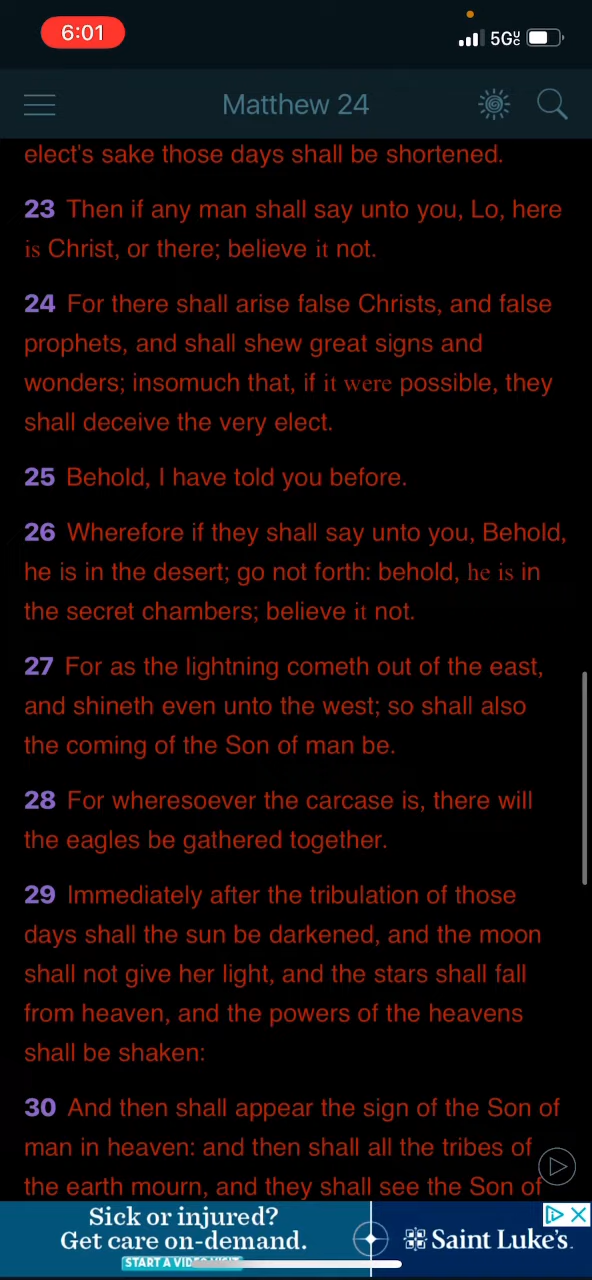 6:01
5G
Matthew 24
elect's sake those days shall be shortened.
23 Then if any man shall say unto you, Lo, here
is Christ, or there; believe it not.
24 For there shall arise false Christs, and false
prophets, and shall shew great signs and
wonders; insomuch that, if it were possible, they
shall deceive the very elect.
25 Behold, I have told you before.
26 Wherefore if they shall say unto you, Behold,
he is in the desert; go not forth: behold, he is in
the secret chambers; believe it not.
27 For as the lightning cometh out of the east,
and shineth even unto the west; so shall also
the coming of the Son of man be.
28 For wheresoever the carcase is, there will
the eagles be gathered together.
29 Immediately after the tribulation of those
days shall the sun be darkened, and the moon
shall not give her light, and the stars shall fall
from heaven, and the powers of the heavens
shall be shaken:
30 And then shall appear the sign of the Son of
man in heaven: and then shall all the tribes of
the earth mourn, and they shall see the Son of
Sick or injured?
Get care on-demand.
START A VIDEO VISIT
Saint Luke's.